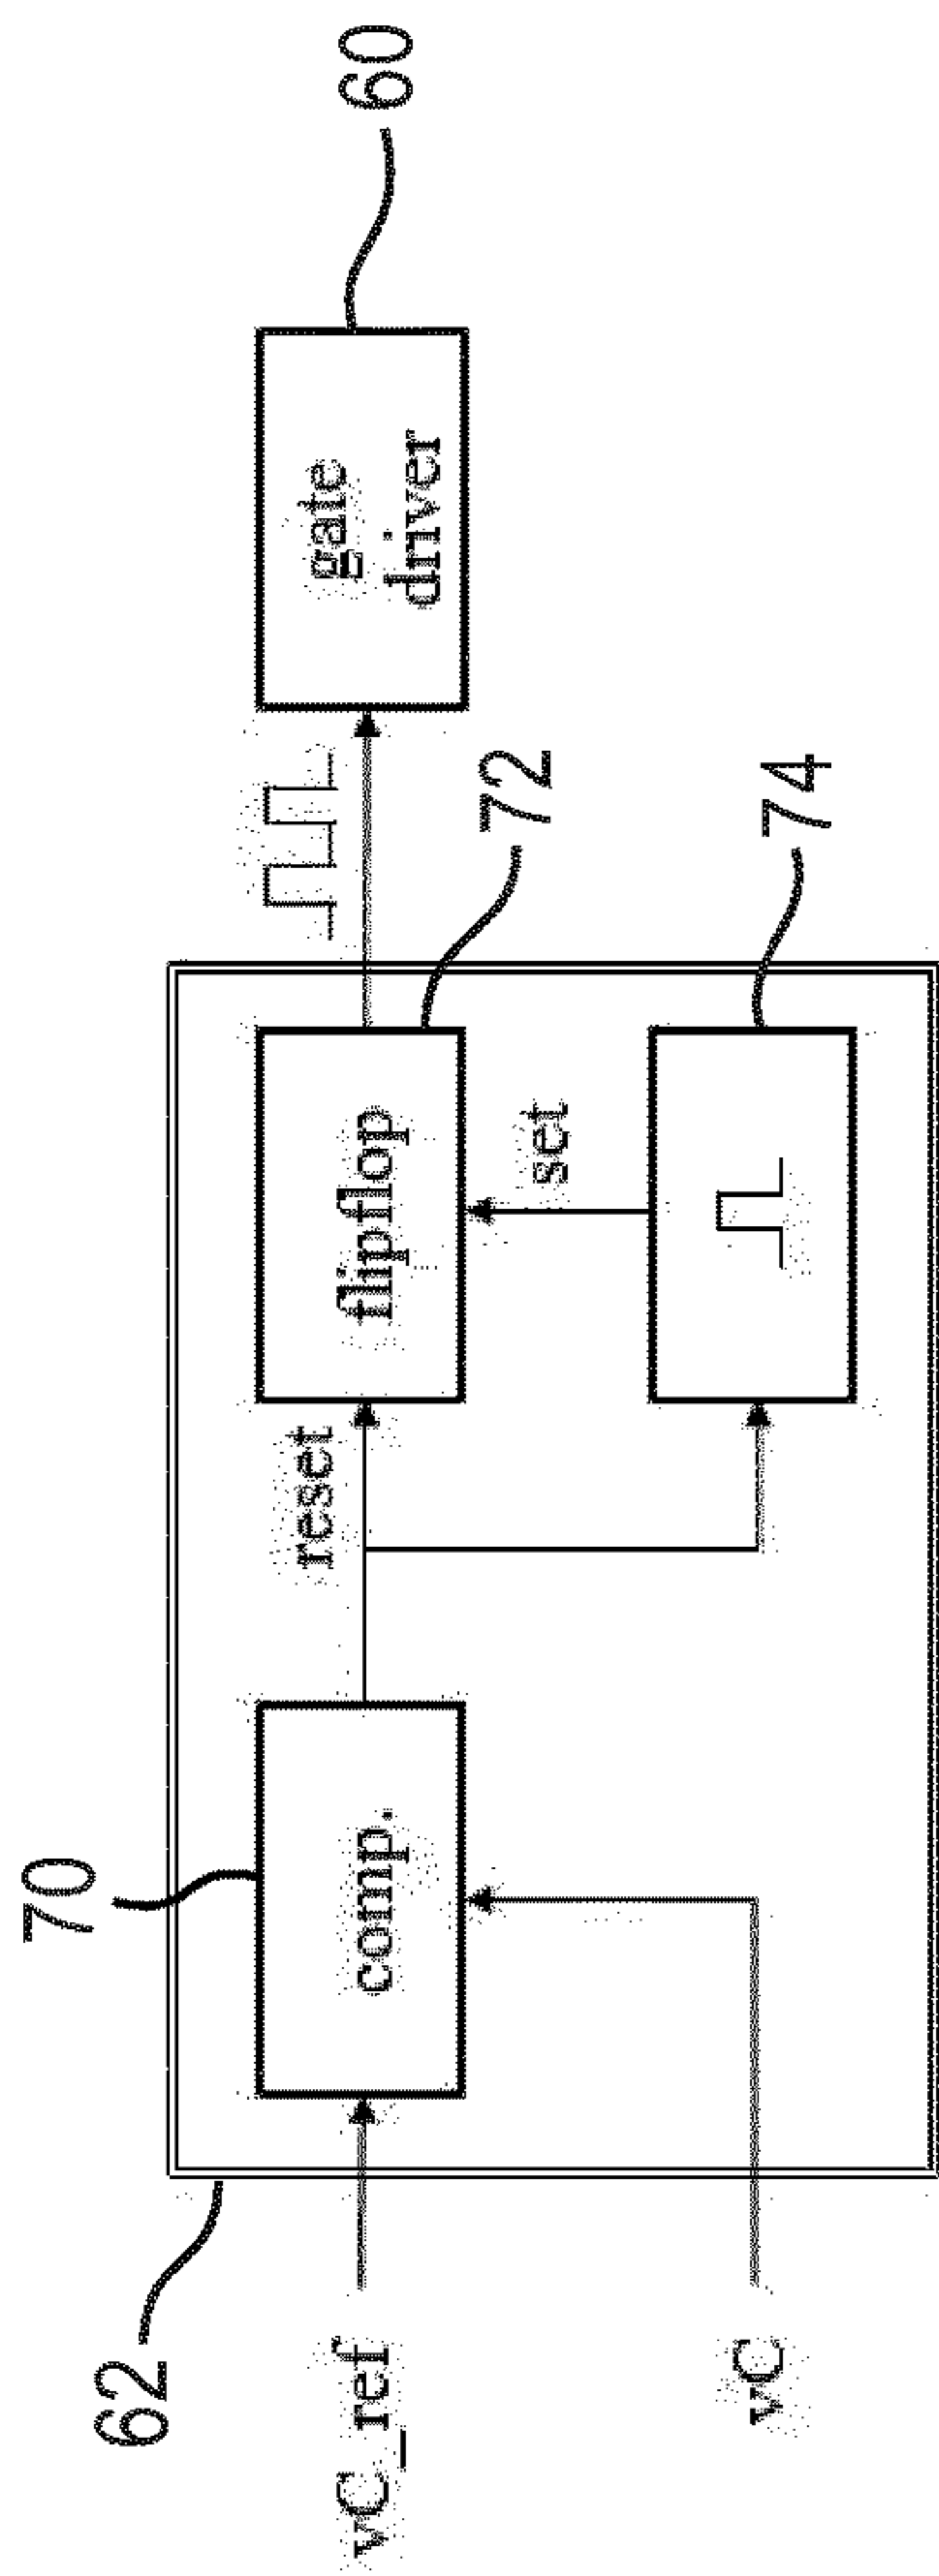 62
70
vC_ref
vC
comp.
reset
flipflop
set
72
74
gate
driver
60